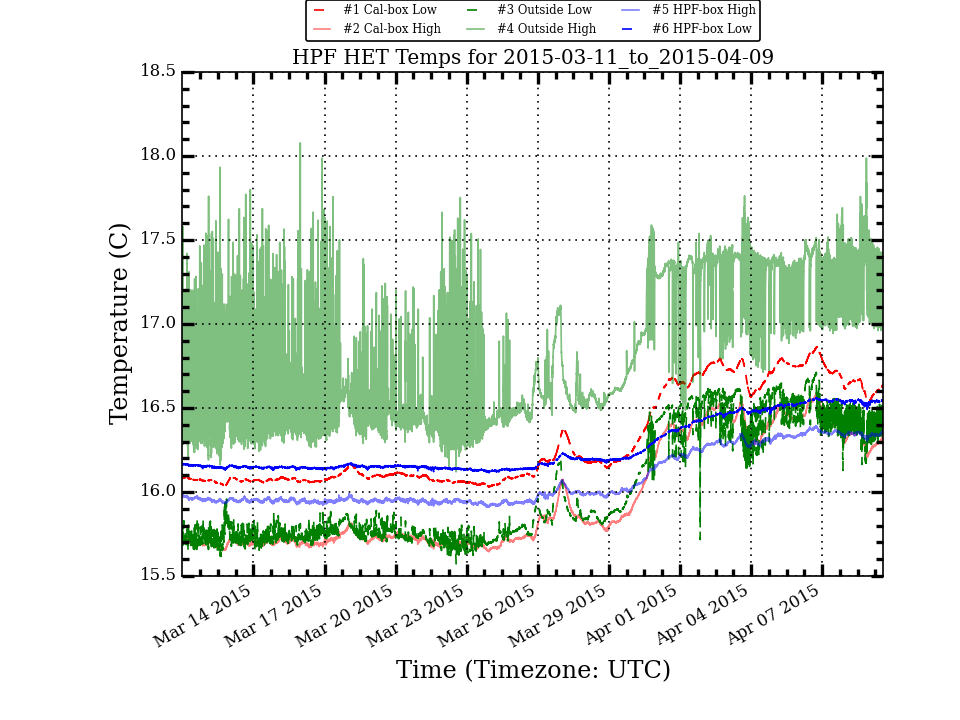 #1 Cal-box Low #3 Outside Low #5 HPF-box High
#2 Cal-box High #4 Outside High #6 HPF-box Low
HPF HET Temps for 2015-03-11_to_2015-04-09
18.5
18.0
17.5
17.0
16.5
16.0
15.5
Temperature (C)
Mar 14 2015 Mar 17 2015 Mar 20 2015 Mar 23 2015 Mar 26 2015 Mar 29 2015 Apr 01 2015 Apr 04 2015 Apr 07 2015
Time (Timezone: UTC)